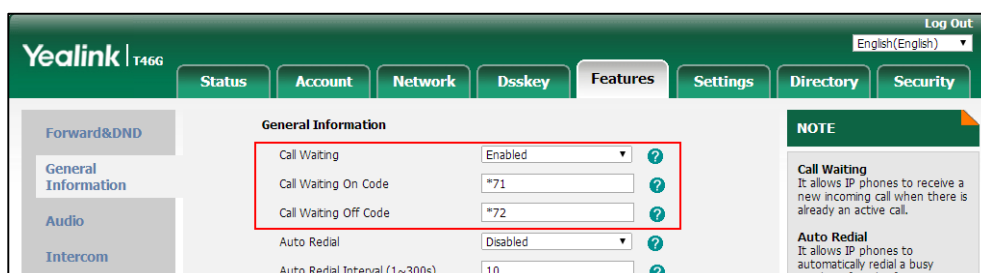 Log Out
Yealink T46G
English(English)
Status Account Network Dsskey Features Settings Directory Security
Forward&DND
General
Information
Audio
Intercom
General Information
Call Waiting Enabled
Call Waiting On Code *71
Call Waiting Off Code *72
Auto Redial Disabled
Auto Redial Interval (1~300s) 10
NOTE
Call Waiting
It allows IP phones to receive a
new incoming call when there is
already an active call.
Auto Redial
It allows IP phones to
automatically redial a busy